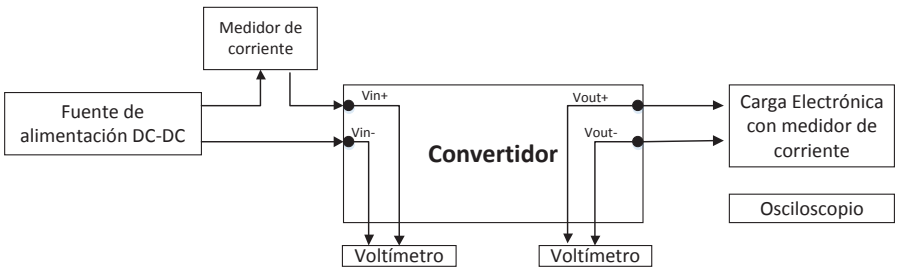 Medidor de
corriente
Fuente de
alimentación DC-DC
Vin+
Vin-
Convertidor
Vout+
Vout-
Carga Electrónica
con medidor de
corriente
Osciloscopio
Voltímetro
Voltímetro